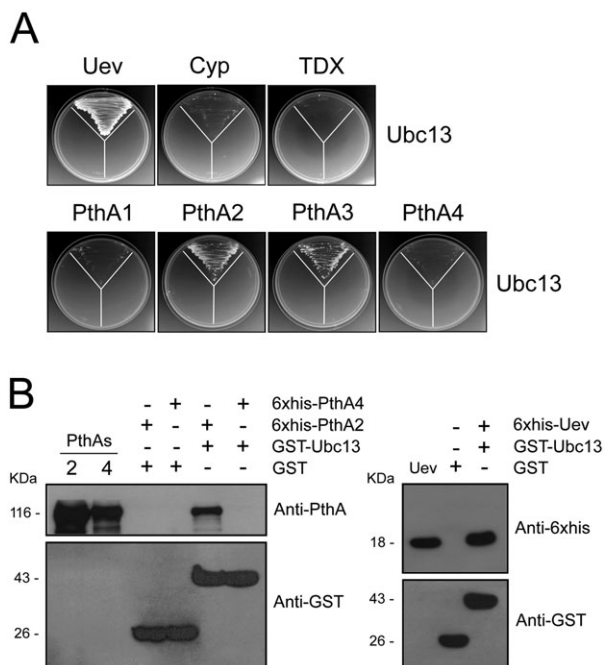 A
Uev Cyp TDX
Ubc13
PthA1 PthA2 PthA3 PthA4
Ubc13
B
- + - + 6xhis-PthA4
+ - + - 6xhis-PthA2
- - + + GST-Ubc13
+ + - - GST
PthAs
2 4
KDa
116 - Anti-PthA
43 -
Anti-GST
26 -
- + 6xhis-Uev
- + GST-Ubc13
Uev + - GST
KDa
18 - Anti-6xhis
43 -
Anti-GST
26 -